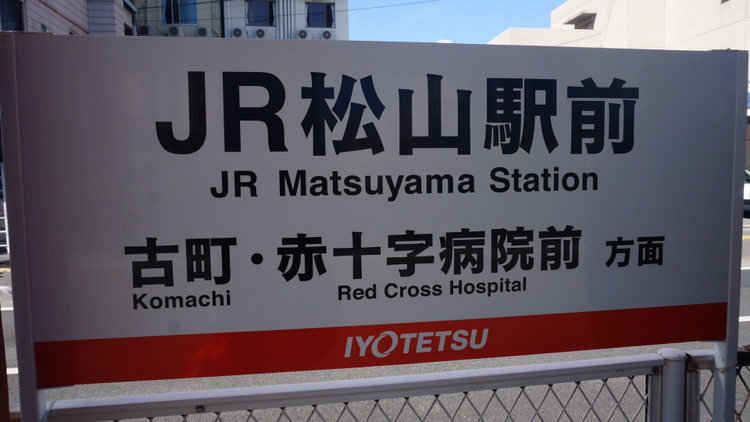 JR松山駅前
JR Matsuyama Station
古町・赤十字病院前 方面
Komachi Red Cross Hospital
IYOTETSU